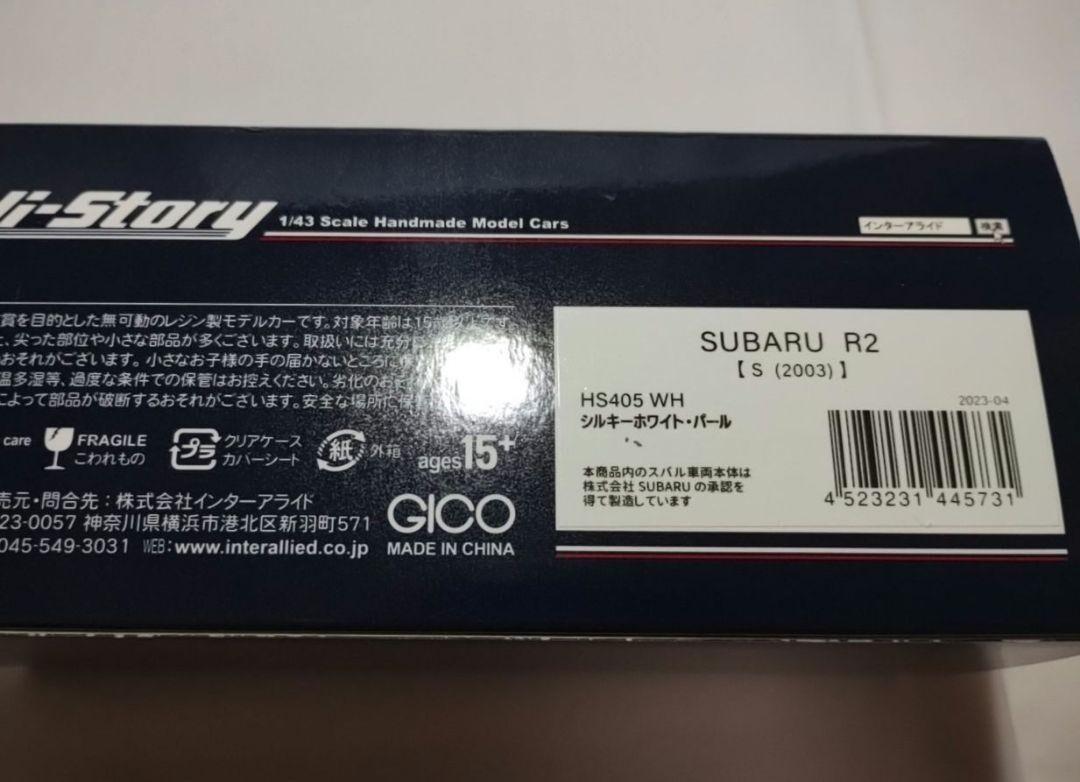 i-Story
1/43 Scale Handmade Model Cars
インターアライド 検索
賞を目的とした無可動のレジン製モデルカーです。対象年齢は15
、尖った部位や小さな部品が多くございます。取扱いには充分に
おそれがございます。小さなお子様の手の届かないところに保
温多湿等、過度な条件での保管はお控えください。劣化のお
よって部品が破断するおそれがございます。安全な場所に保
care FRAGILE こわれもの プラ クリアケース カバーシート 紙 外箱 ages15+
売元・問合先：株式会社インターアライド
23-0057 神奈川県横浜市港北区新羽町571
045-549-3031 WEB：www.interallied.co.jp
GICO
MADE IN CHINA
SUBARU R2
【 S (2003) 】
HS405 WH
2023-04
シルキーホワイト・パール
本商品内のスバル車両本体は
株式会社 SUBARU の承認を
得て製造しています
4 523231 445731